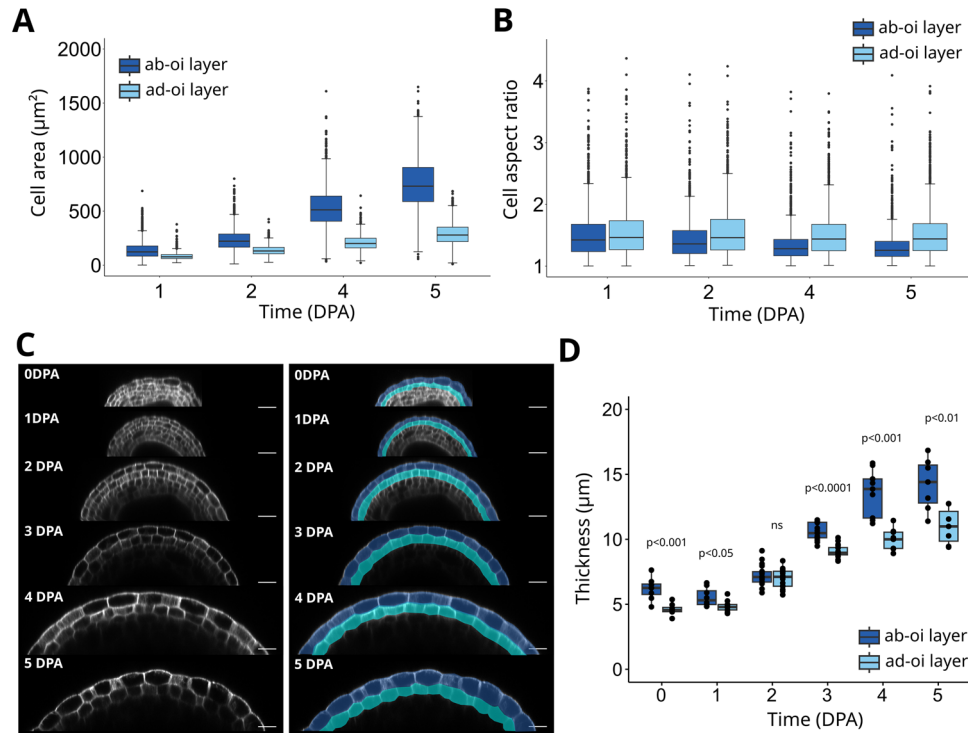 A
Cell area (µm²)
2000
1500
1000
500
0
ab-oi layer
ad-oi layer
1 2 4 5
Time (DPA)
B
Cell aspect ratio
4
3
2
1
ab-oi layer
ad-oi layer
1 2 4 5
Time (DPA)
C
0DPA
1DPA
2 DPA
3 DPA
4 DPA
5 DPA
0DPA
1DPA
2 DPA
3 DPA
4 DPA
5 DPA
D
Thickness (µm)
20
15
10
5
0
p<0.001
p<0.05
ns
p<0.0001
p<0.001
p<0.01
ab-oi layer
ad-oi layer
0 1 2 3 4 5
Time (DPA)